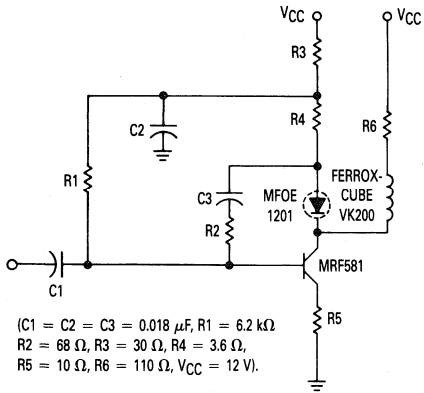 VCC
VCC
R3
R4
R6
C2
R1
C3
MFOE
1201
FERROX-
CUBE
VK200
R2
MRF581
C1
R5
(C1 = C2 = C3 = 0.018 μF, R1 = 6.2 kΩ
R2 = 68 Ω, R3 = 30 Ω, R4 = 3.6 Ω,
R5 = 10 Ω, R6 = 110 Ω, VCC = 12 V).